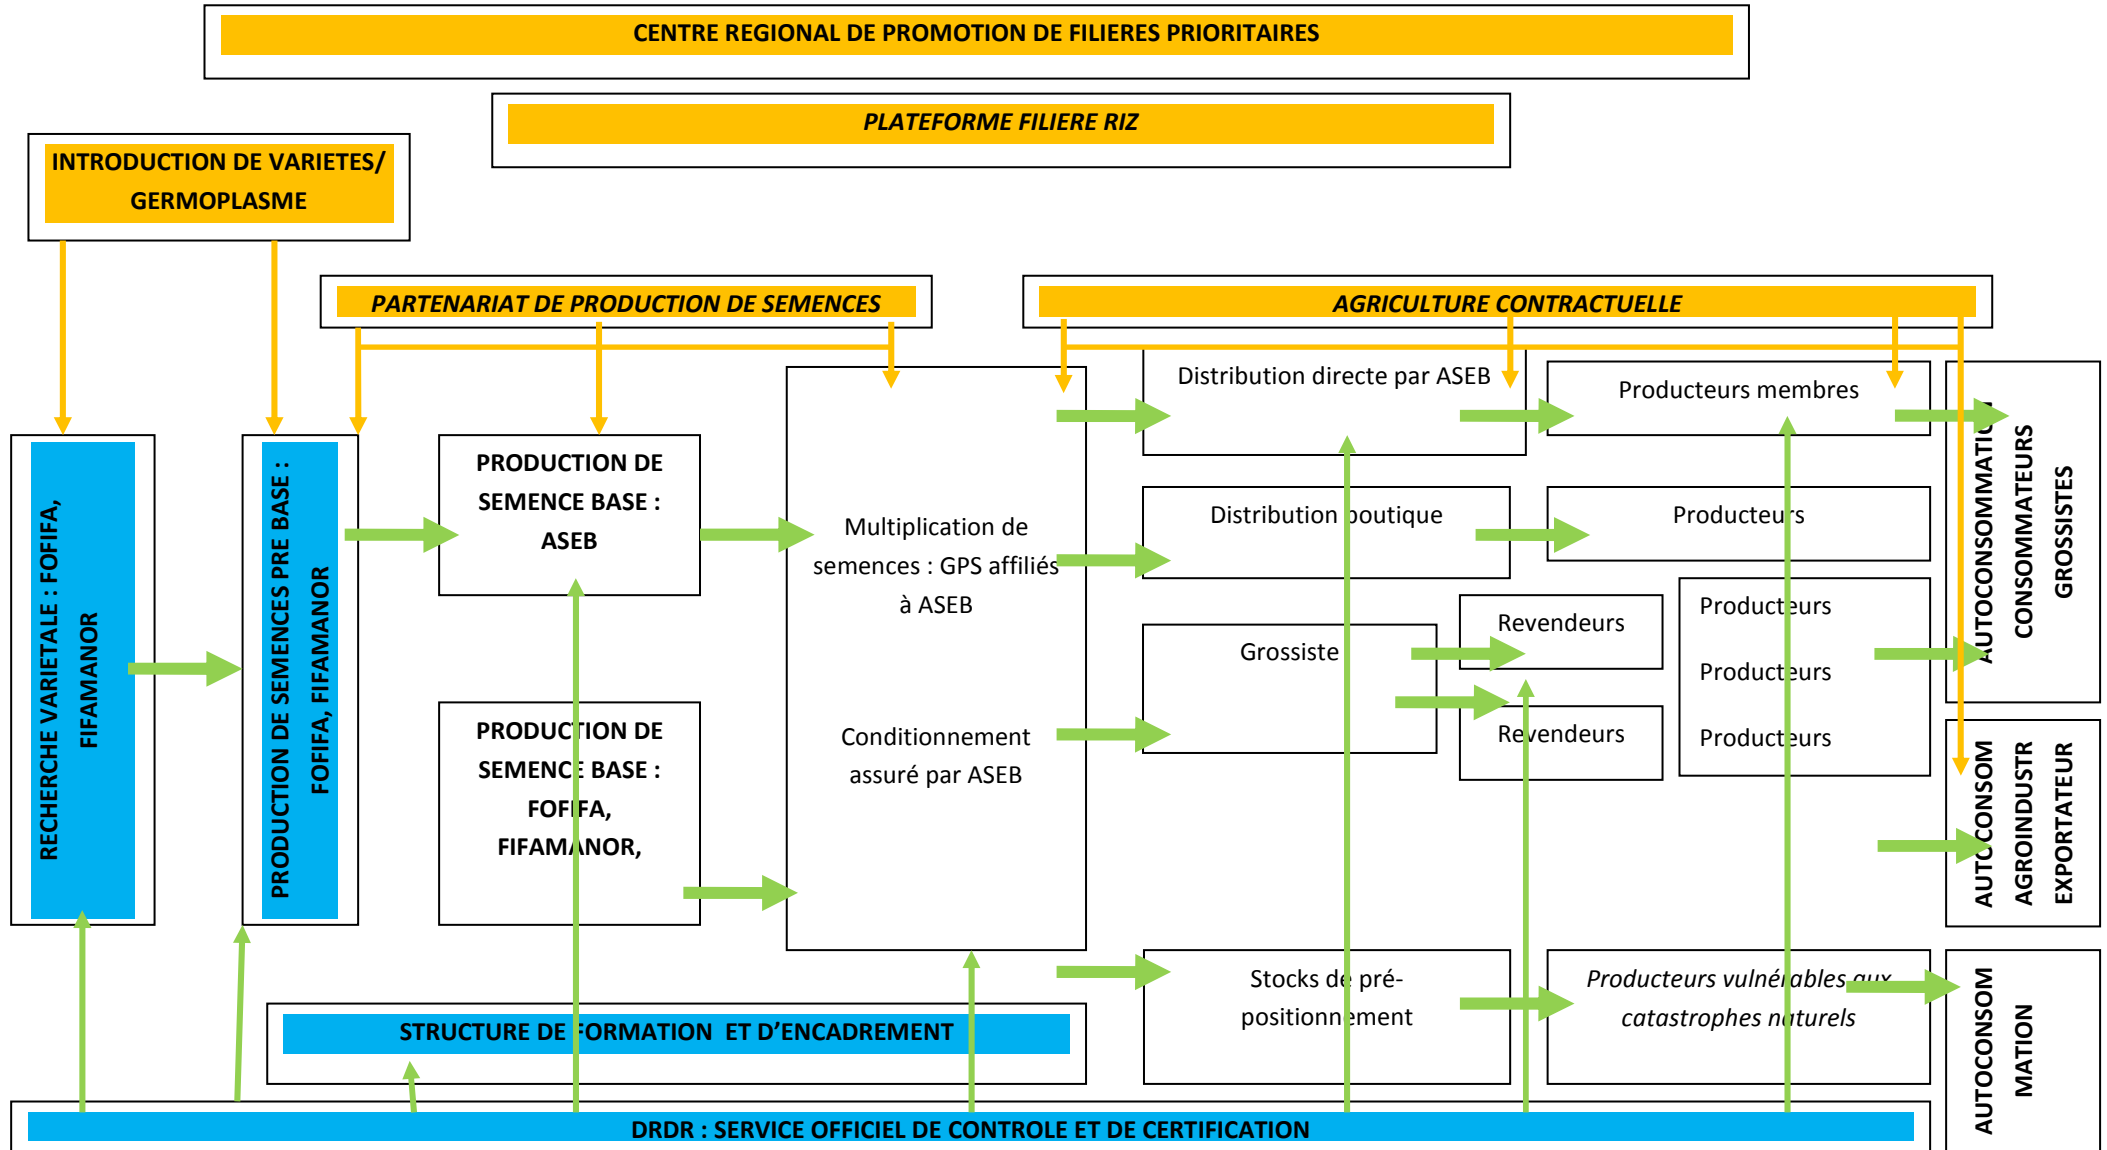 CENTRE REGIONAL DE PROMOTION DE FILIERES PRIORITAIRES
PLATEFORME FILIERE RIZ
INTRODUCTION DE VARIETES/
GERMOPLASME
PARTENARIAT DE PRODUCTION DE SEMENCES
AGRICULTURE CONTRACTUELLE
RECHERCHE VARIETALE : FOFIFA,
FIFAMANOR
PRODUCTION DE SEMENCES PRE BASE :
FOFIFA, FIFAMANOR
PRODUCTION DE
SEMENCE BASE :
ASEB
PRODUCTION DE
SEMENCE BASE :
FOFIFA,
FIFAMANOR,
Multiplication de
semences : GPS affiliés
à ASEB
Conditionnement
assuré par ASEB
Distribution directe par ASEB
Producteurs membres
Distribution boutique
Producteurs
Grossiste
Revendeurs
Revendeurs
Producteurs
Producteurs
Producteurs
Stocks de pré-
positionnement
Producteurs vulnérables aux
catastrophes naturels
AUTOCONSOMMATION
CONSOMMATEURS
GROSSISTES
AUTOCONSOM
AGROINDUSTR
EXPORTATEUR
AUTOCONSOM
MATION
STRUCTURE DE FORMATION  ET D’ENCADREMENT
DRDR : SERVICE OFFICIEL DE CONTROLE ET DE CERTIFICATION